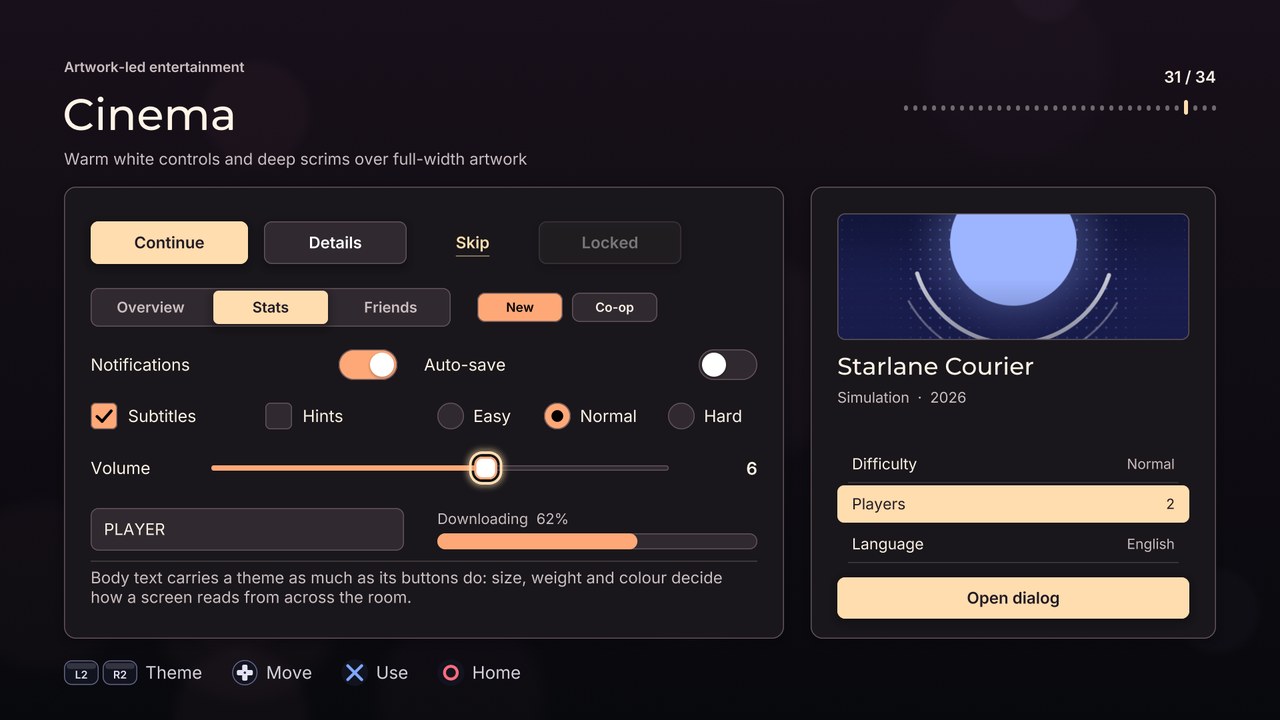 Artwork-led entertainment
Cinema
Warm white controls and deep scrims over full-width artwork
31 / 34
Continue
Details
Skip
Locked
Overview
Stats
Friends
New
Co-op
Notifications
Auto-save
Subtitles
Hints
Easy
Normal
Hard
Volume
6
PLAYER
Downloading 62%
Body text carries a theme as much as its buttons do: size, weight and colour decide
how a screen reads from across the room.
Starlane Courier
Simulation · 2026
Difficulty
Normal
Players
2
Language
English
Open dialog
L2
R2
Theme
Move
Use
Home